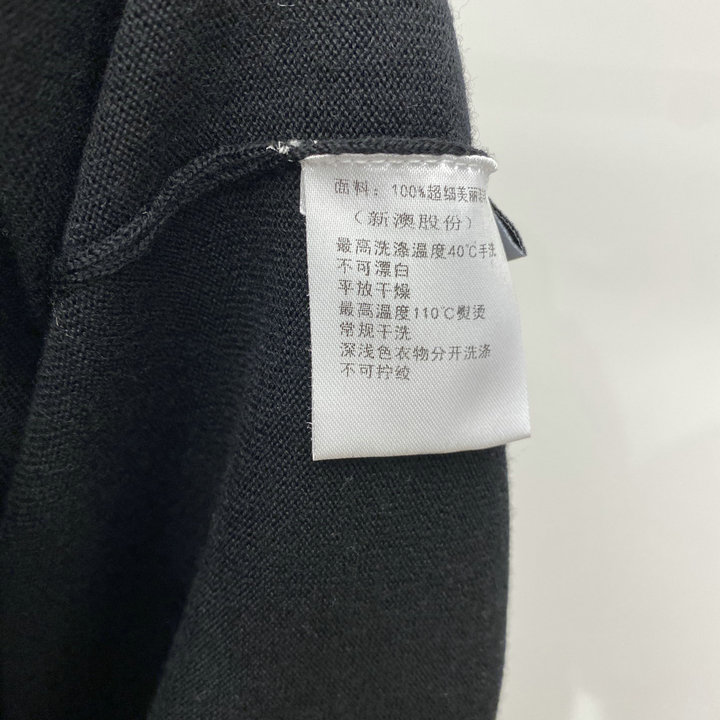 面料：100%超细美丽
（新澳股份）
最高洗涤温度40℃手洗
不可漂白
平放干燥
最高温度110℃熨烫
常规干洗
深浅色衣物分开洗涤
不可拧绞